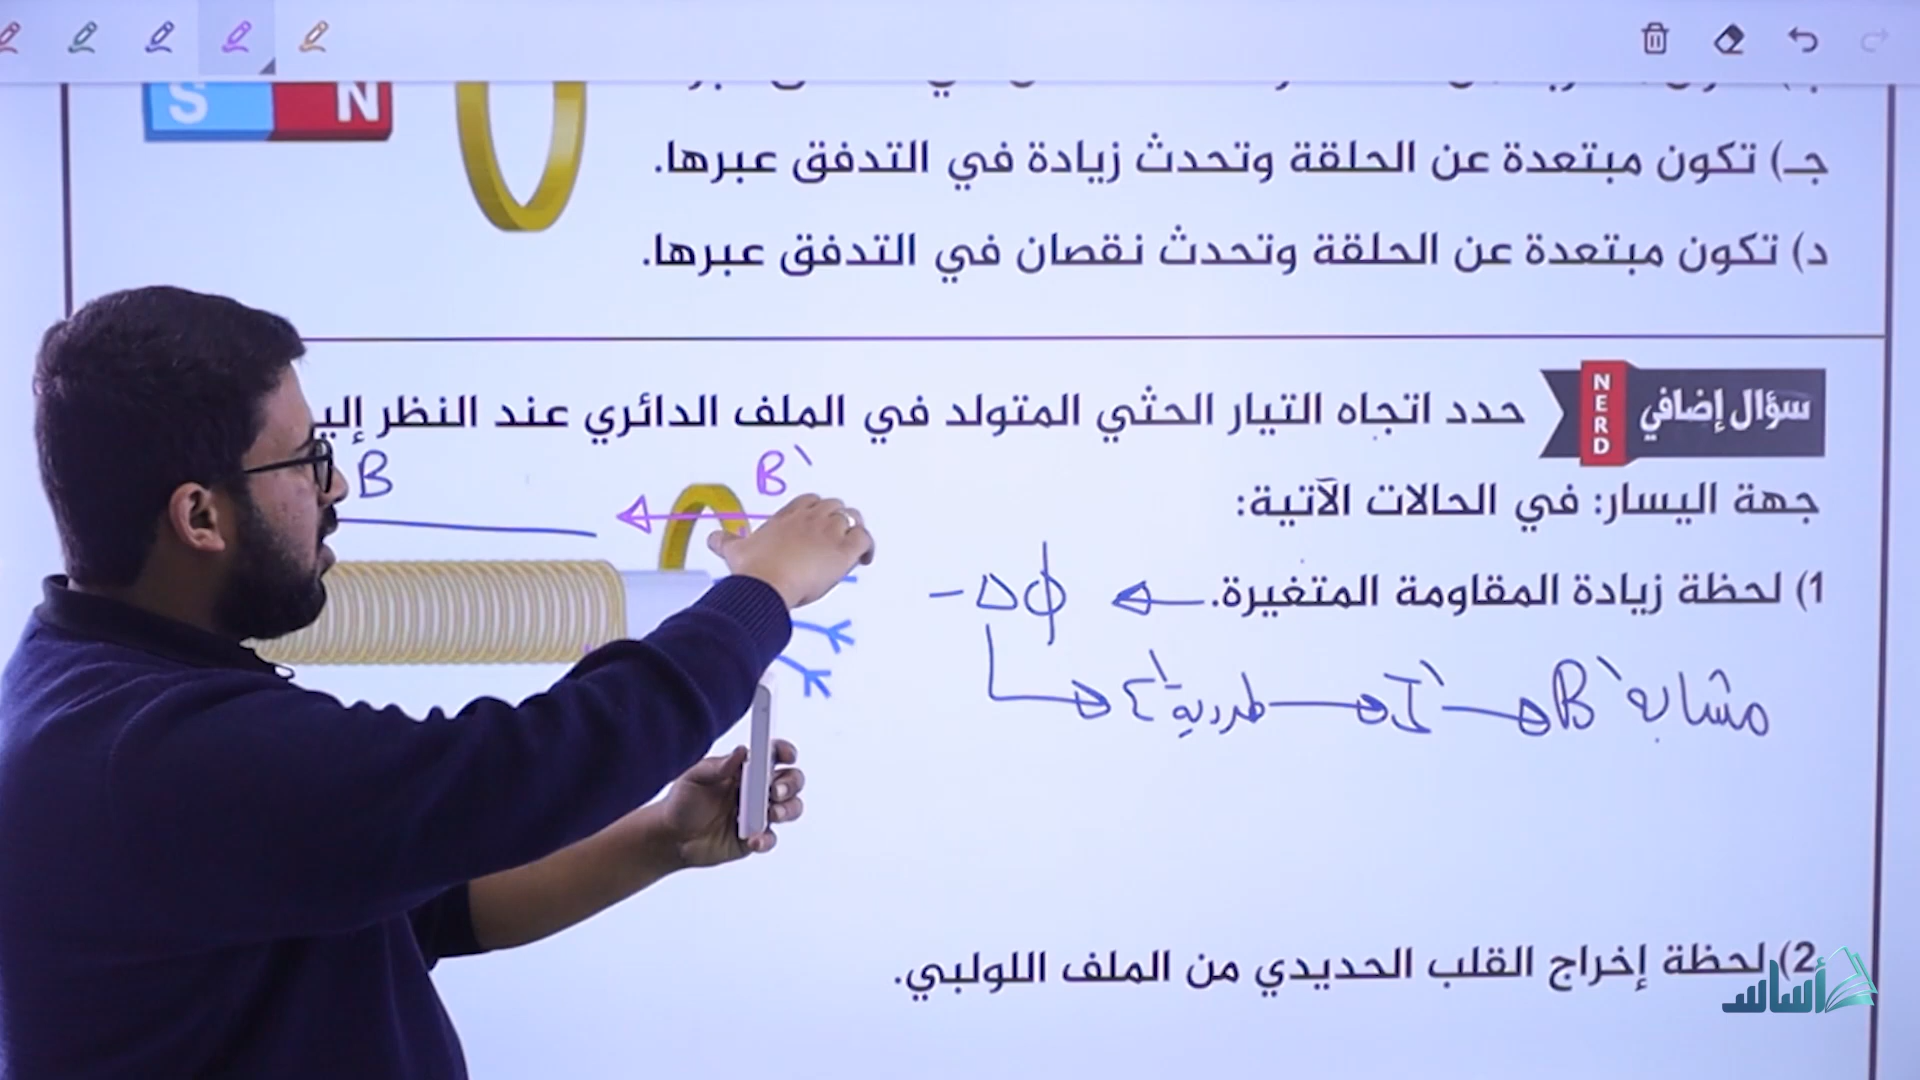 S N
جـ) تكون مبتعدة عن الحلقة وتحدث زيادة في التدفق عبرها.
د) تكون مبتعدة عن الحلقة وتحدث نقصان في التدفق عبرها.
سؤال إضافي
NERD
حدد اتجاه التيار الحثي المتولد في الملف الدائري عند النظر
جهة اليسار: في الحالات الآتية:
B
B`
1) لحظة زيادة المقاومة المتغيرة.
- Δϕ
ε` طردية I` B` مشابه
2) لحظة إخراج القلب الحديدي من الملف اللولبي.
أساس